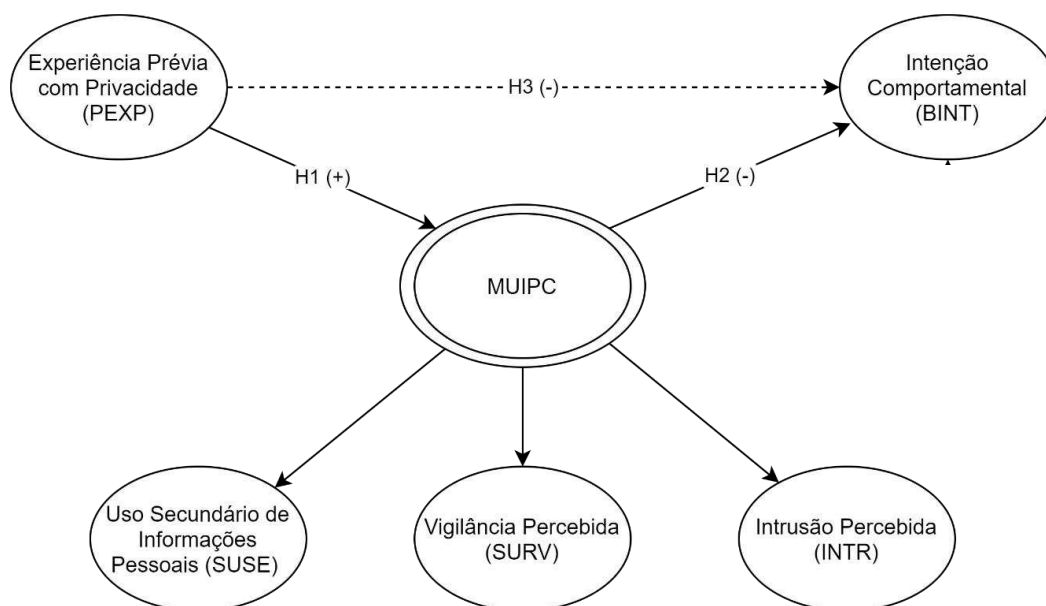 Experiência Prévia
com Privacidade
(PEXP)
Intenção
Comportamental
(BINT)
H3 (-)
H1 (+)
H2 (-)
MUIPC
Uso Secundário de
Informações
Pessoais (SUSE)
Vigilância Percebida
(SURV)
Intrusão Percebida
(INTR)